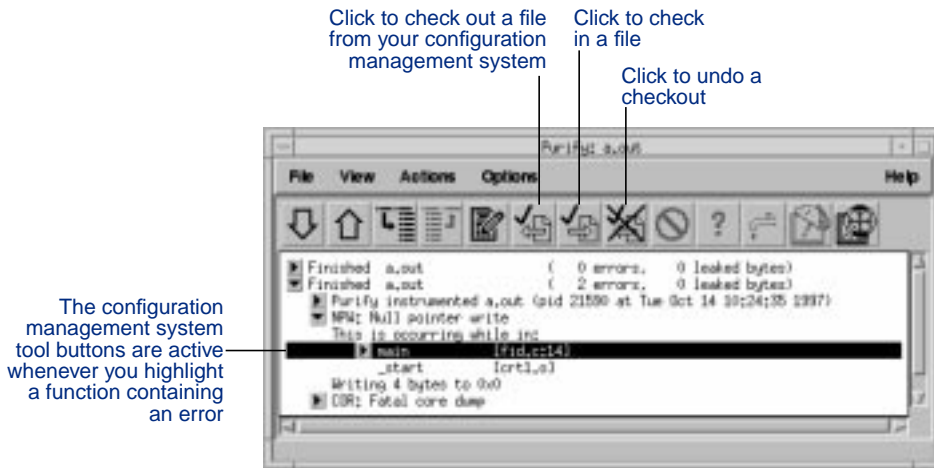 Click to check out a file
from your configuration
management system
Click to check
in a file
Click to undo a
checkout
Purify: a.out
File View Actions Options Help
?
Finished a.out ( 0 errors, 0 leaked bytes)
Finished a.out ( 2 errors, 0 leaked bytes)
Purify instrumented a.out (pid 21590 at Tue Oct 14 10:24:35 1997)
NPW: Null pointer write
This is occurring while in:
main [fid.c:14]
_start [crt1.o]
Writing 4 bytes to 0x0
COR: Fatal core dump
The configuration
management system
tool buttons are active
whenever you highlight
a function containing
an error